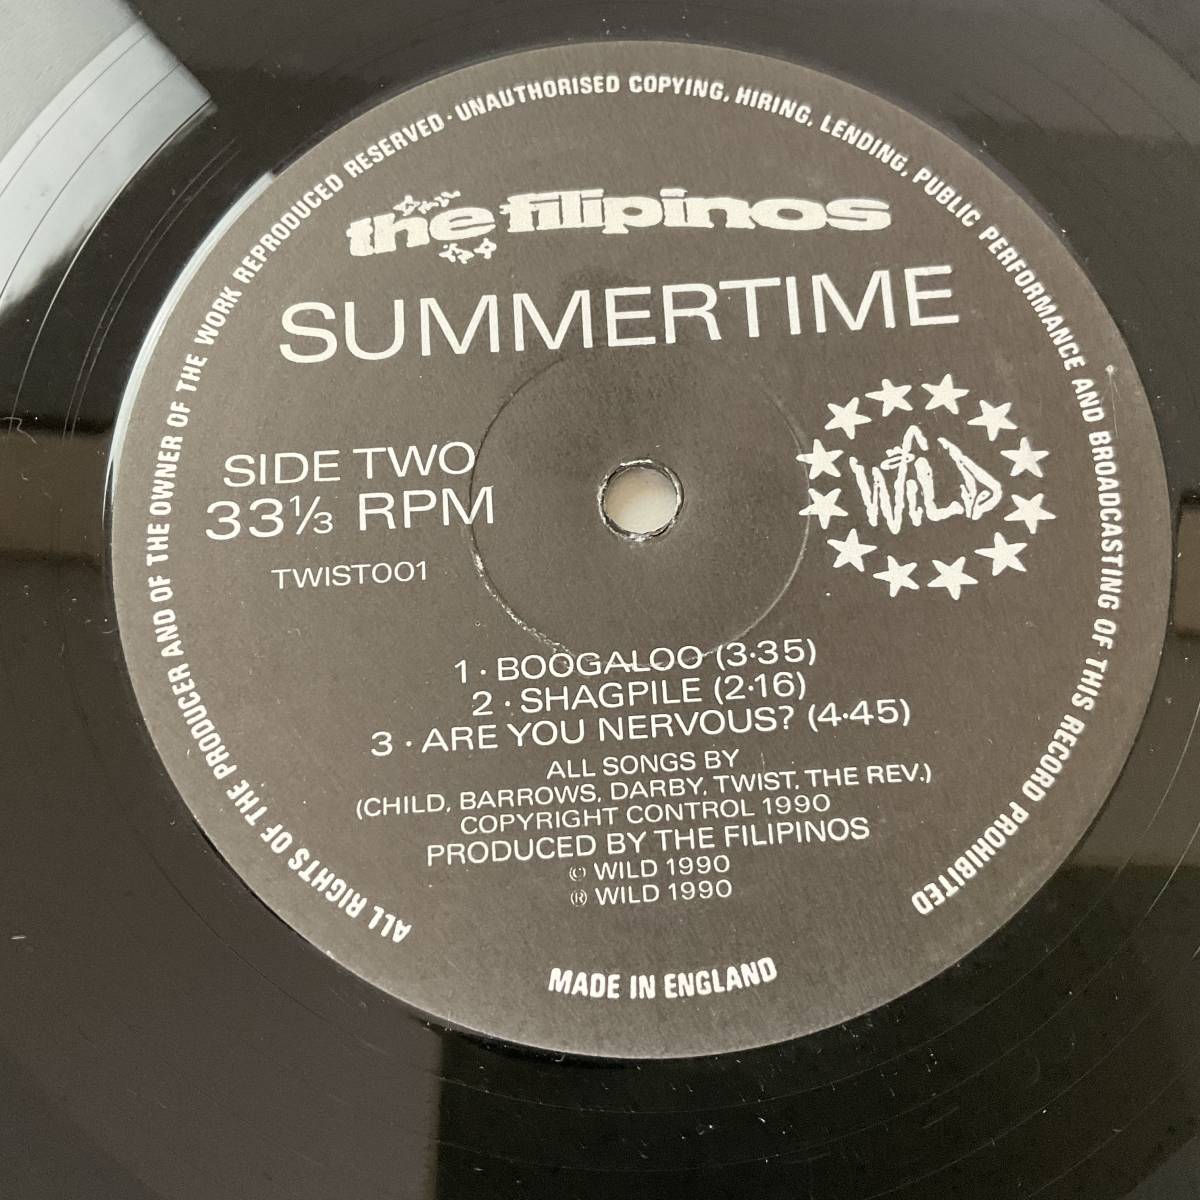 ALL RIGHTS OF THE PRODUCER AND OF THE OWNER OF THE WORK REPRODUCED RESERVED · UNAUTHORISED COPYING, HIRING, LENDING, PUBLIC PERFORMANCE AND BROADCASTING OF THIS RECORD PROHIBITED
the filipinos
SUMMERTIME
WILD
SIDE TWO
33⅓ RPM
TWIST001
1 · BOOGALOO (3·35)
2 · SHAGPILE (2·16)
3 · ARE YOU NERVOUS? (4·45)
ALL SONGS BY
(CHILD, BARROWS, DARBY, TWIST, THE REV.)
COPYRIGHT CONTROL 1990
PRODUCED BY THE FILIPINOS
© WILD 1990
® WILD 1990
MADE IN ENGLAND